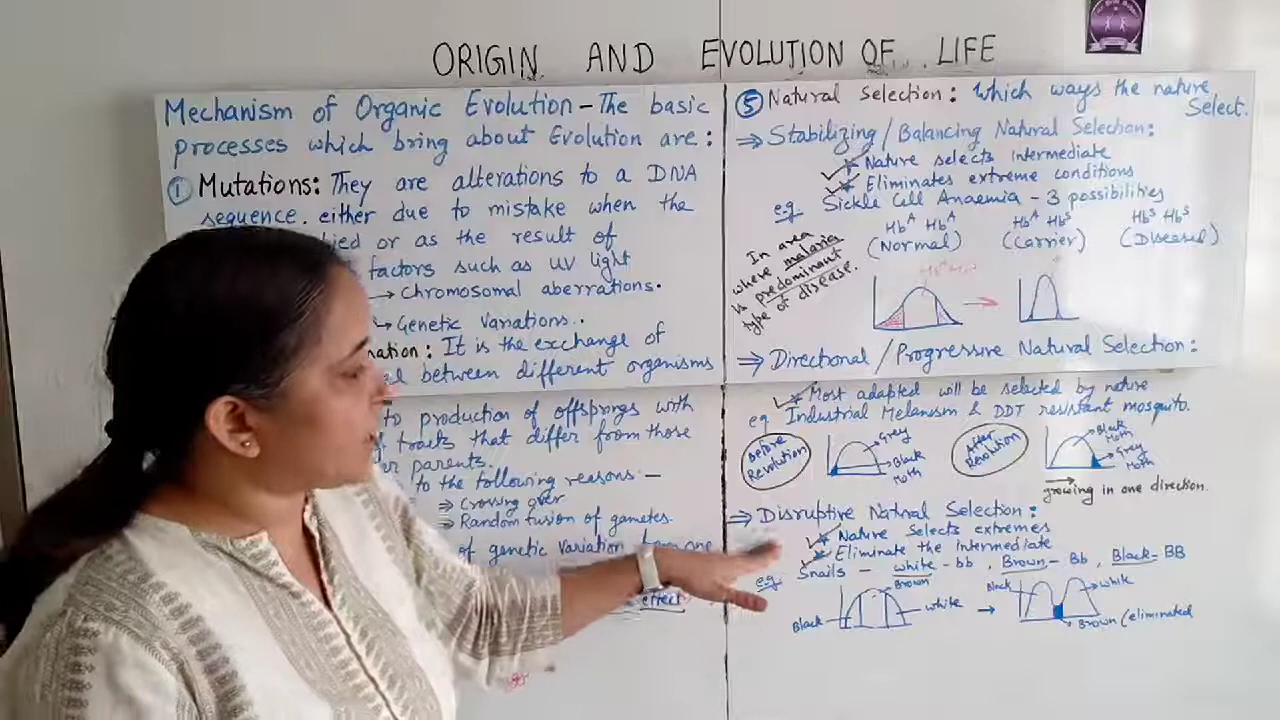 ORIGIN AND EVOLUTION OF LIFE
Mechanism of Organic Evolution - The basic
processes which bring about Evolution are :
① Mutations: They are alterations to a DNA
sequence. either due to mistake when the
or as the result of
factors such as UV light
→ Chromosomal aberrations.
↳ Genetic Variations..
: It is the exchange of
between different organisms
to production of offsprings with
traits that differ from those
parents.
to the following reasons -
⇒ Crossing over
⇒ Random fusion of gametes.
of genetic variation from one
effect
⑤ Natural Selection : Which ways the nature
Select.
⇒ Stabilizing / Balancing Natural Selection :
* Nature selects intermediate
* Eliminates extreme conditions
eg. Sickle Cell Anaemia - 3 possibilities
Hb^A Hb^A Hb^A Hb^S Hb^S Hb^S
(Normal) (Carrier) (Diseased)
In area
where malaria
is predominant
type of disease.
⇒ Directional / Progressive Natural Selection :
* Most adapted will be selected by nature
eg Industrial Melanism & DDT resistant mosquito.
Before
Revolution
Grey
Black
Moth
After
Revolution
Black
Moth
Grey
Moth
growing in one direction.
⇒ Disruptive Natural Selection :
* Nature Selects extremes
* Eliminate the Intermediate
eg. Snails - white - bb , Brown - Bb , Black - BB
Brown
Black
white
→
Black
white
Brown (eliminated